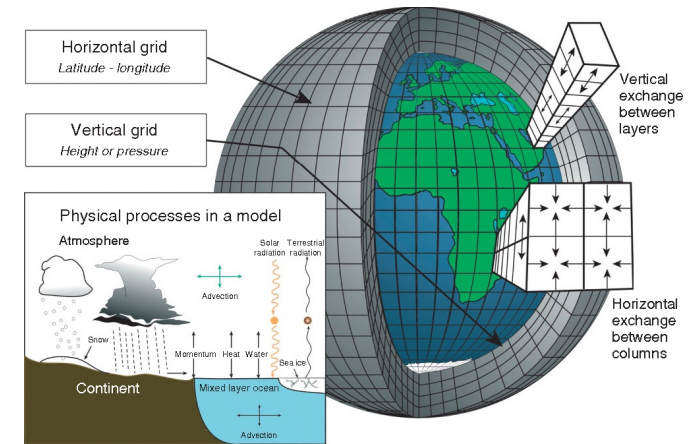 Horizontal grid
Latitude - longitude
Vertical grid
Height or pressure
Vertical
exchange
between
layers
Horizontal
exchange
between
columns
Physical processes in a model
Atmosphere
Solar
radiation
Terrestrial
radiation
Advection
Snow
Momentum
Heat
Water
Sea ice
Continent
Mixed layer ocean
Advection